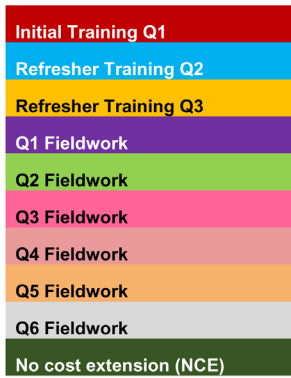 Initial Training Q1
Refresher Training Q2
Refresher Training Q3
Q1 Fieldwork
Q2 Fieldwork
Q3 Fieldwork
Q4 Fieldwork
Q5 Fieldwork
Q6 Fieldwork
No cost extension (NCE)